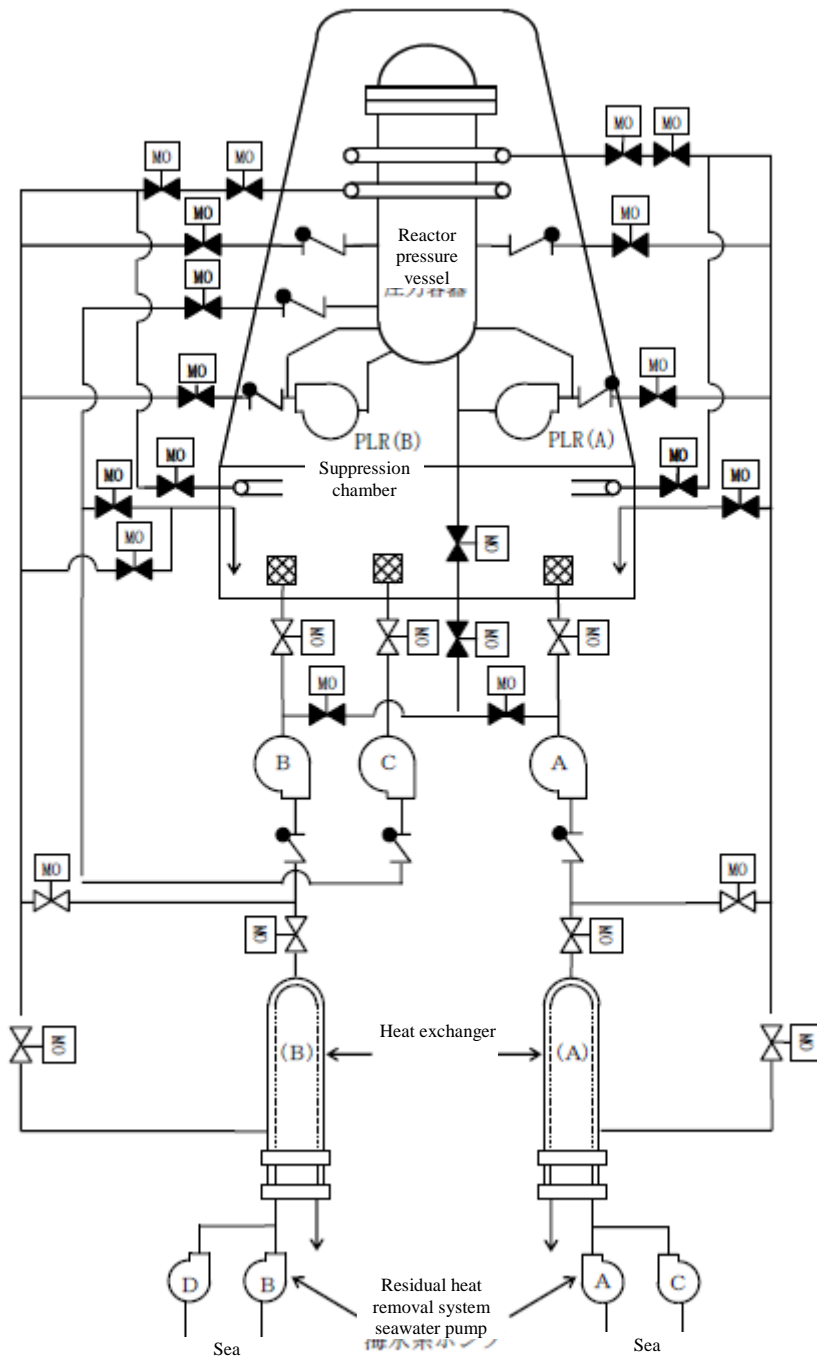 MO MO
MO MO
MO MO
Reactor
pressure
vessel
MO
MO
MO
PLR(B) PLR(A)
MO MO
Suppression
chamber
MO MO
MO MO
MO MO MO MO
MO MO
B C A
MO MO
MO MO
Heat exchanger
(B) (A)
MO MO
D B A C
Residual heat
removal system
seawater pump
Sea Sea